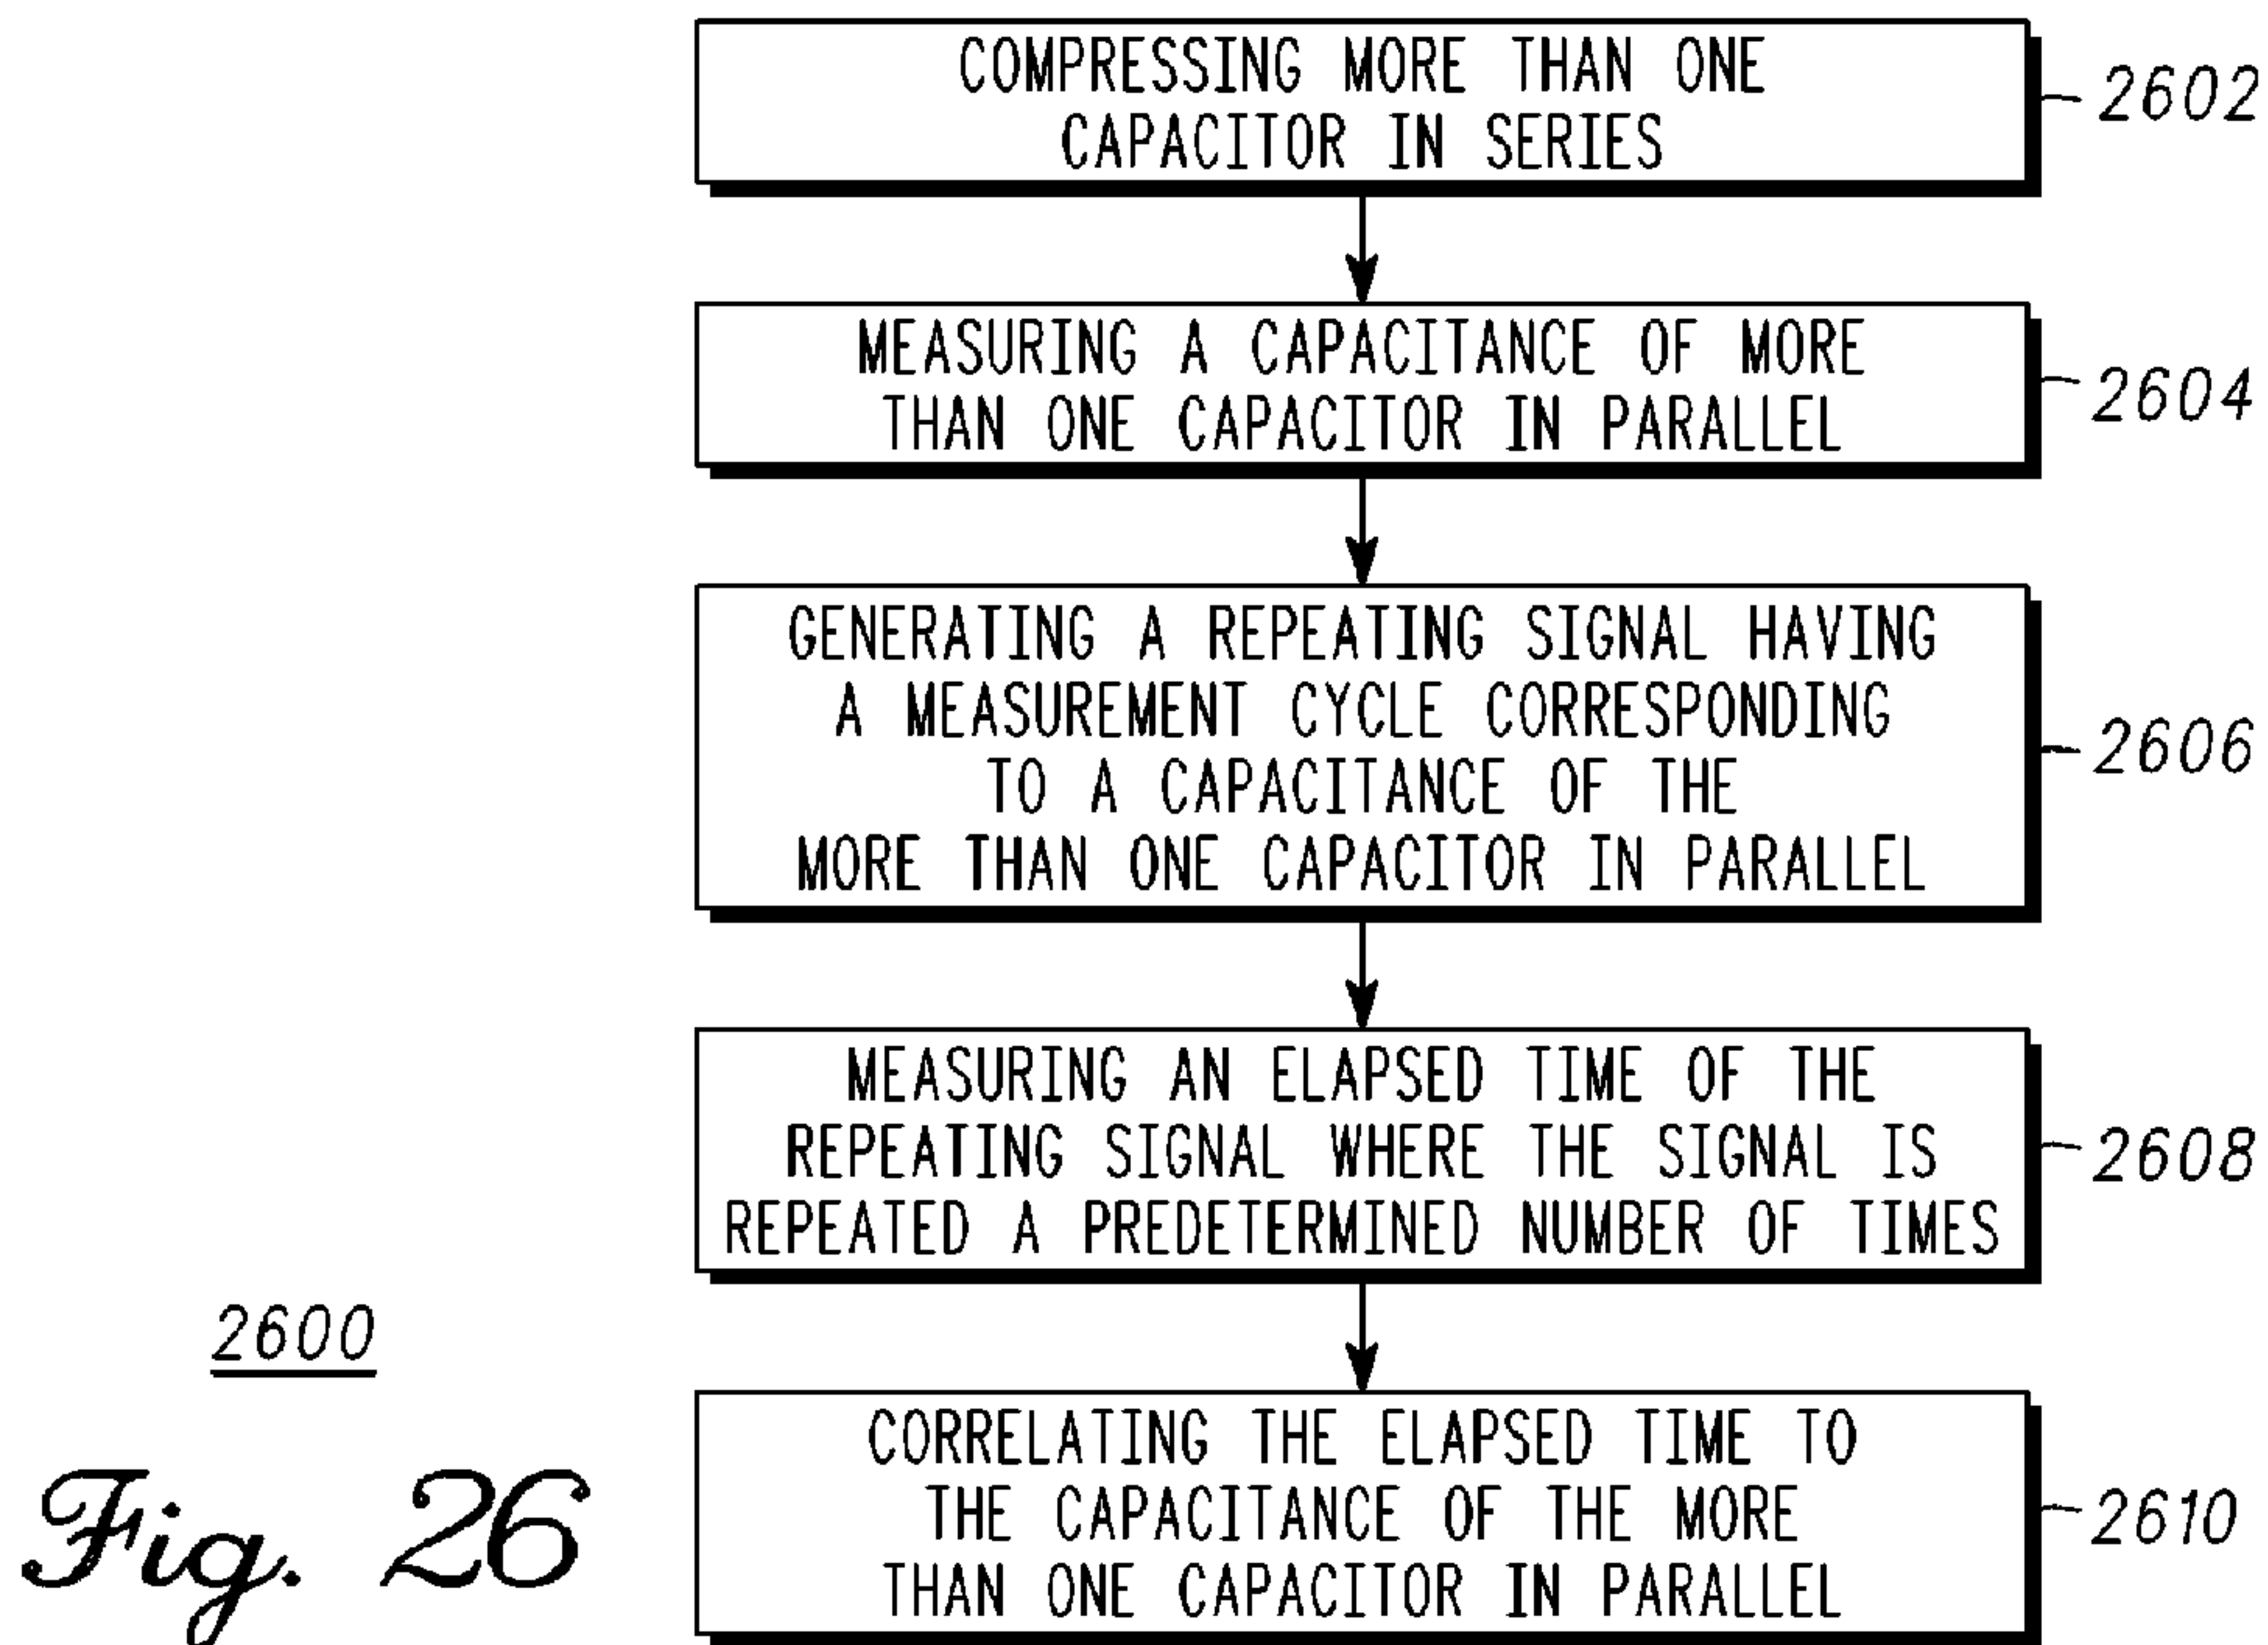 COMPRESSING MORE THAN ONE
CAPACITOR IN SERIES
2602
MEASURING A CAPACITANCE OF MORE
THAN ONE CAPACITOR IN PARALLEL
2604
GENERATING A REPEATING SIGNAL HAVING
A MEASUREMENT CYCLE CORRESPONDING
TO A CAPACITANCE OF THE
MORE THAN ONE CAPACITOR IN PARALLEL
2606
MEASURING AN ELAPSED TIME OF THE
REPEATING SIGNAL WHERE THE SIGNAL IS
REPEATED A PREDETERMINED NUMBER OF TIMES
2608
CORRELATING THE ELAPSED TIME TO
THE CAPACITANCE OF THE MORE
THAN ONE CAPACITOR IN PARALLEL
2610
2600
Fig. 26